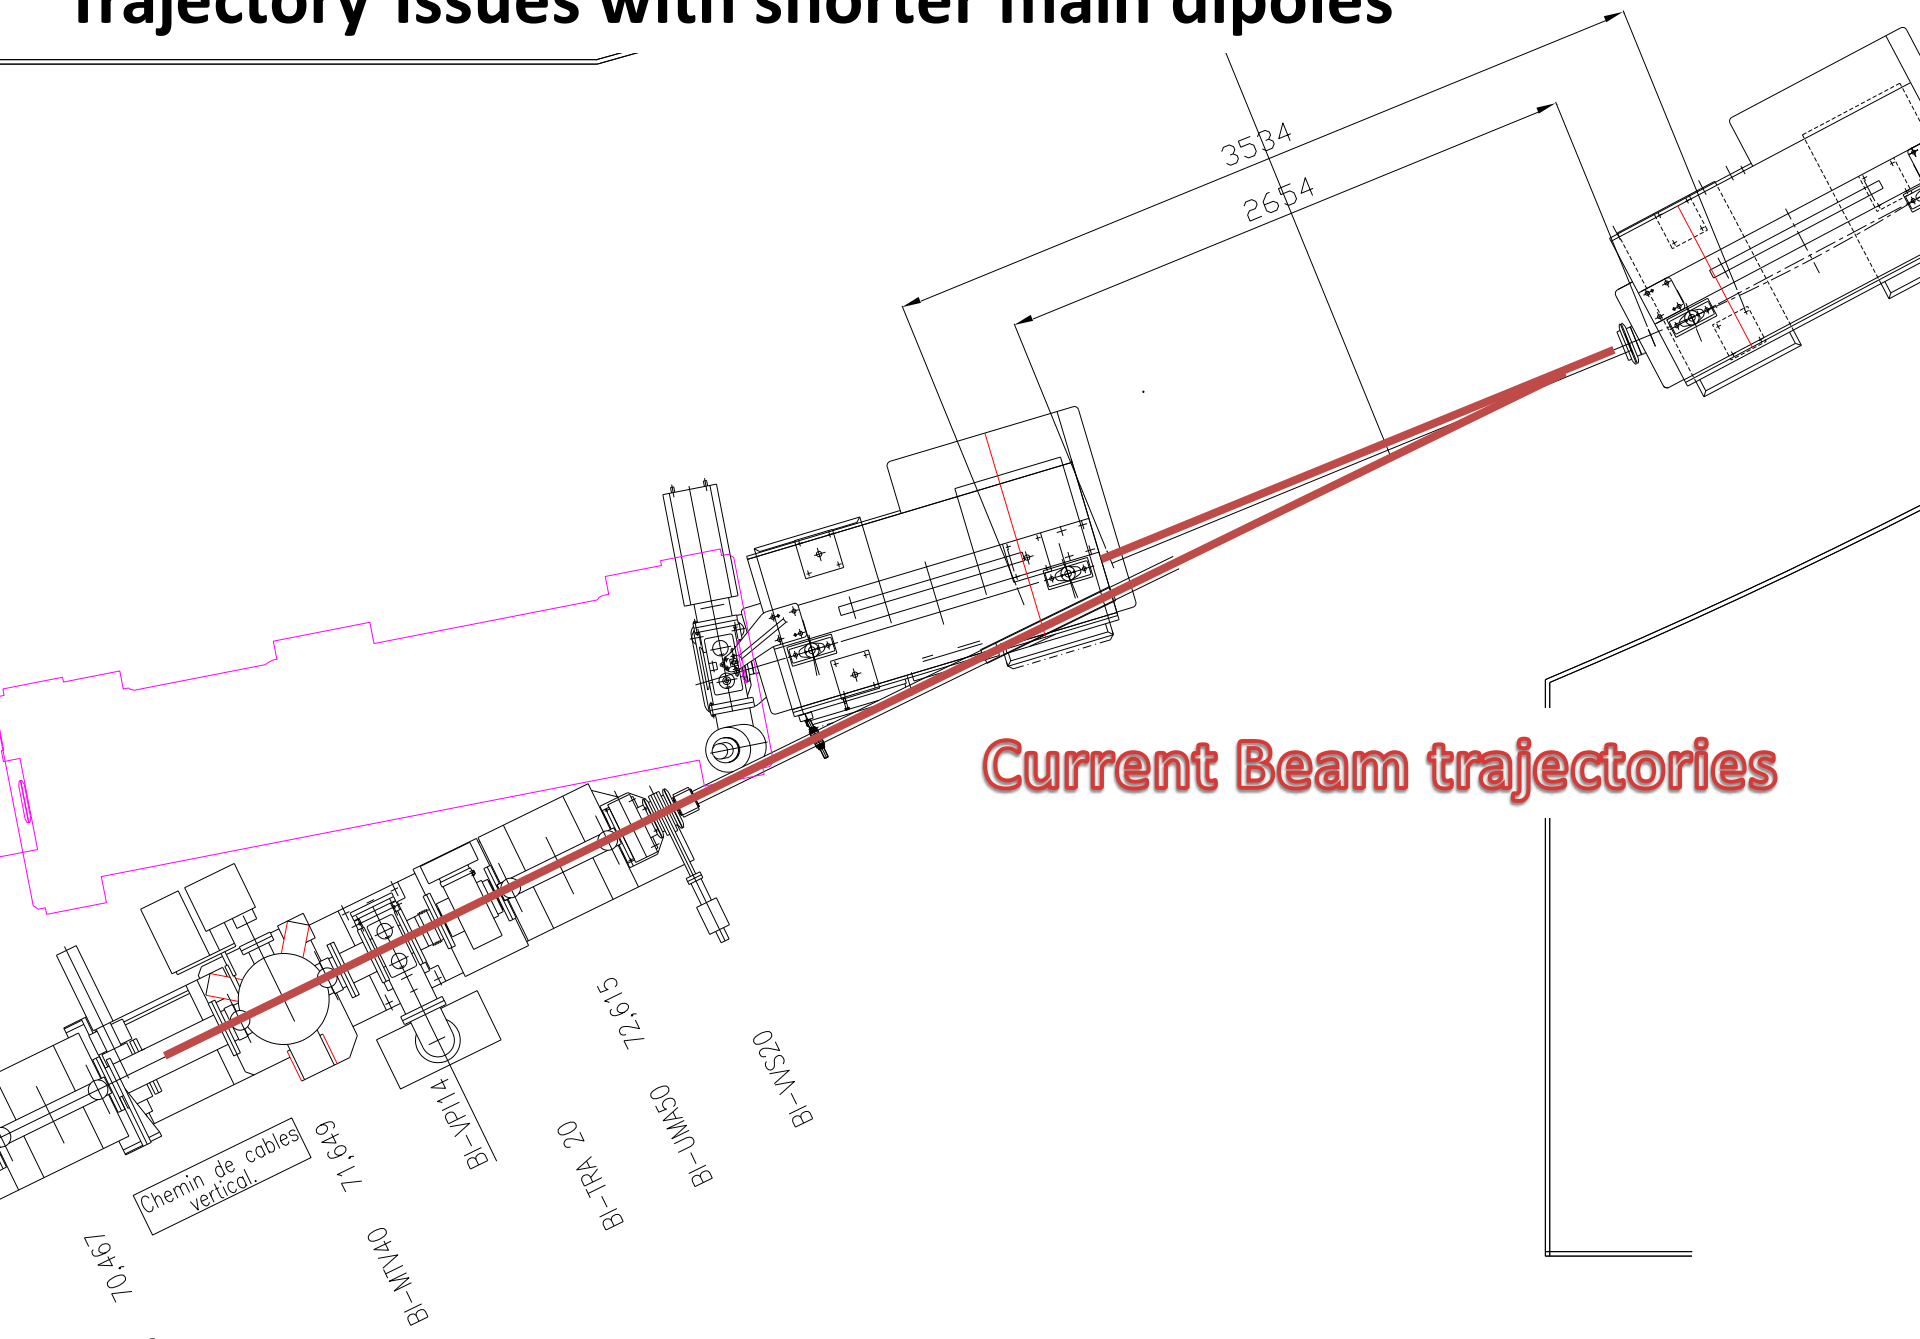 Trajectory issues with shorter main dipoles
3534
2654
Current Beam trajectories
72,615
BI-VVS20
BI-UMA50
BI-TRA 20
BI-VPI14
71,649
Chemin de cables
vertical.
BI-MTV40
70,467